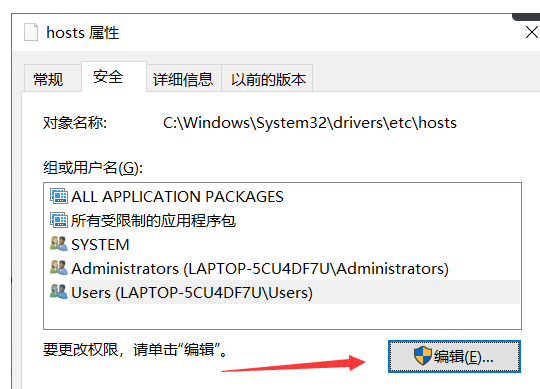 hosts 属性
常规 安全 详细信息 以前的版本
对象名称: C:\Windows\System32\drivers\etc\hosts
组或用户名(G):
ALL APPLICATION PACKAGES
所有受限制的应用程序包
SYSTEM
Administrators (LAPTOP-5CU4DF7U\Administrators)
Users (LAPTOP-5CU4DF7U\Users)
要更改权限，请单击“编辑”。 编辑(E)...